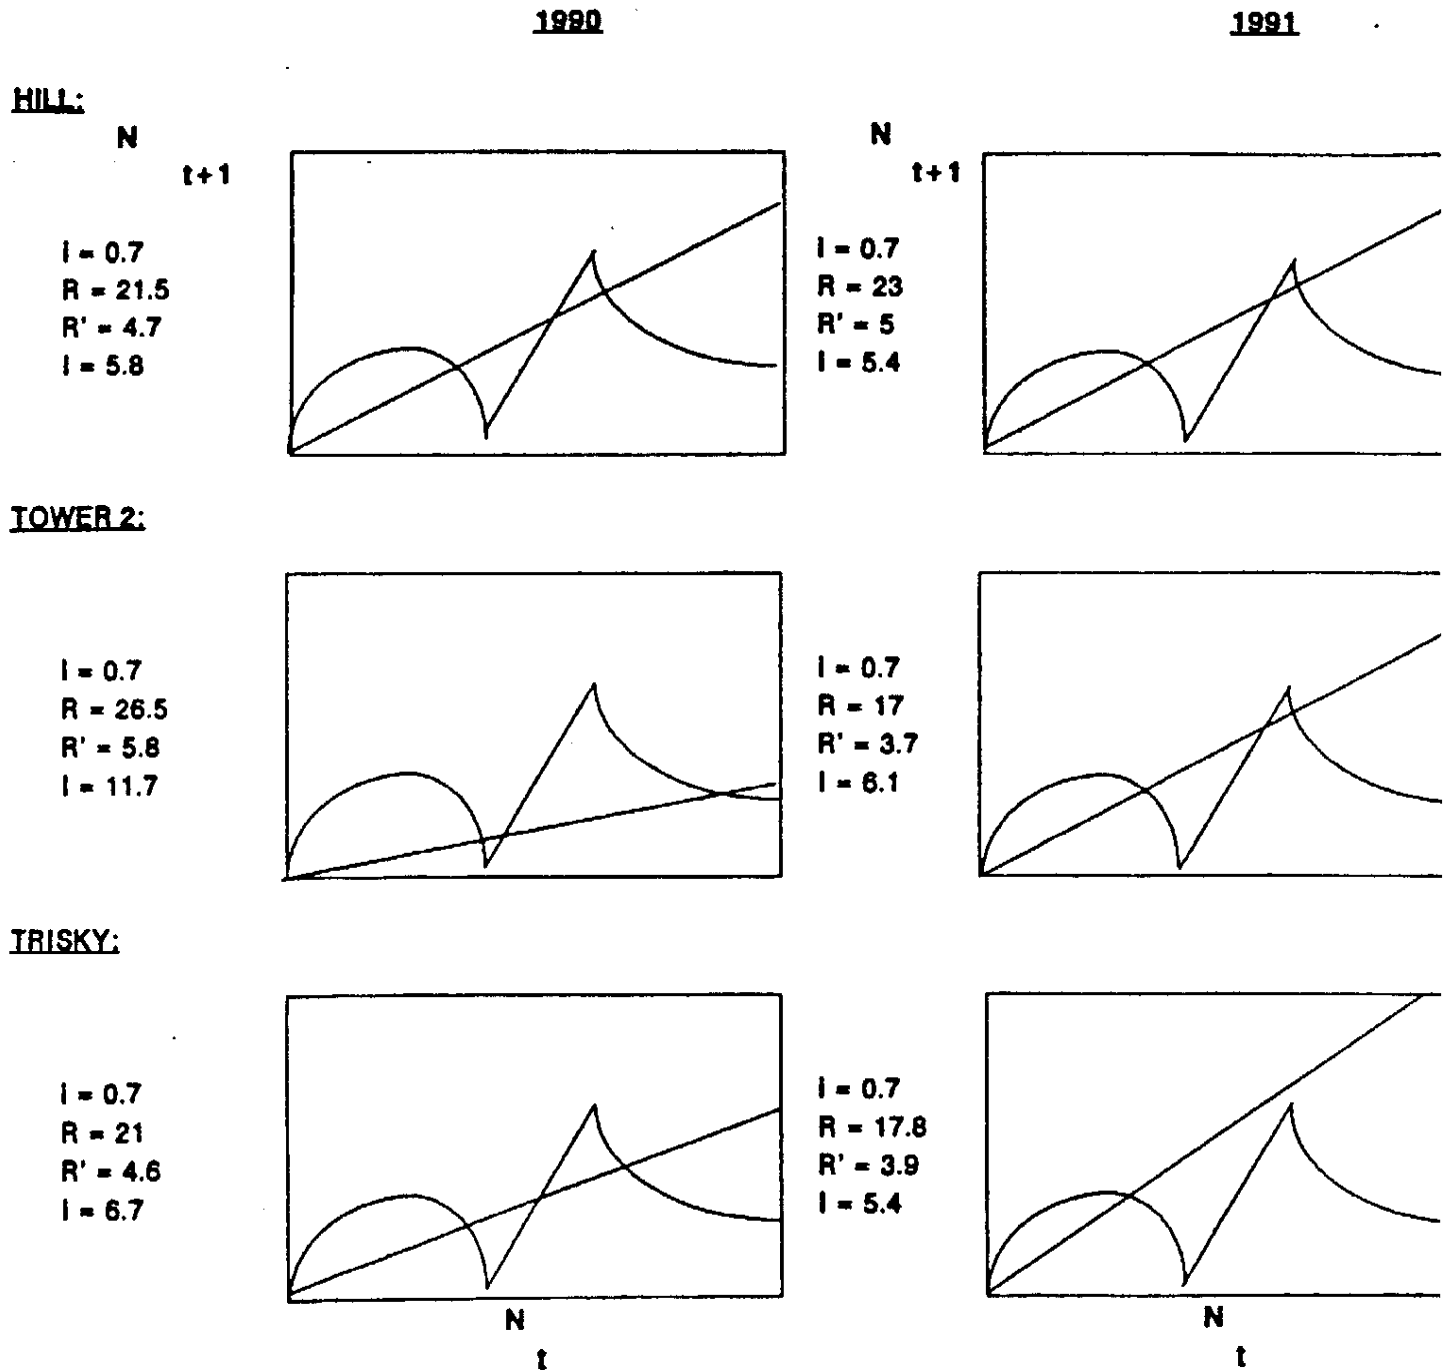 1990
1991
HILL:
N
t+1
i = 0.7
R = 21.5
R' = 4.7
I = 5.8
N
t+1
i = 0.7
R = 23
R' = 5
I = 5.4
TOWER 2:
i = 0.7
R = 26.5
R' = 5.8
I = 11.7
i = 0.7
R = 17
R' = 3.7
I = 6.1
TRISKY:
i = 0.7
R = 21
R' = 4.6
I = 6.7
i = 0.7
R = 17.8
R' = 3.9
I = 5.4
N
t
N
t